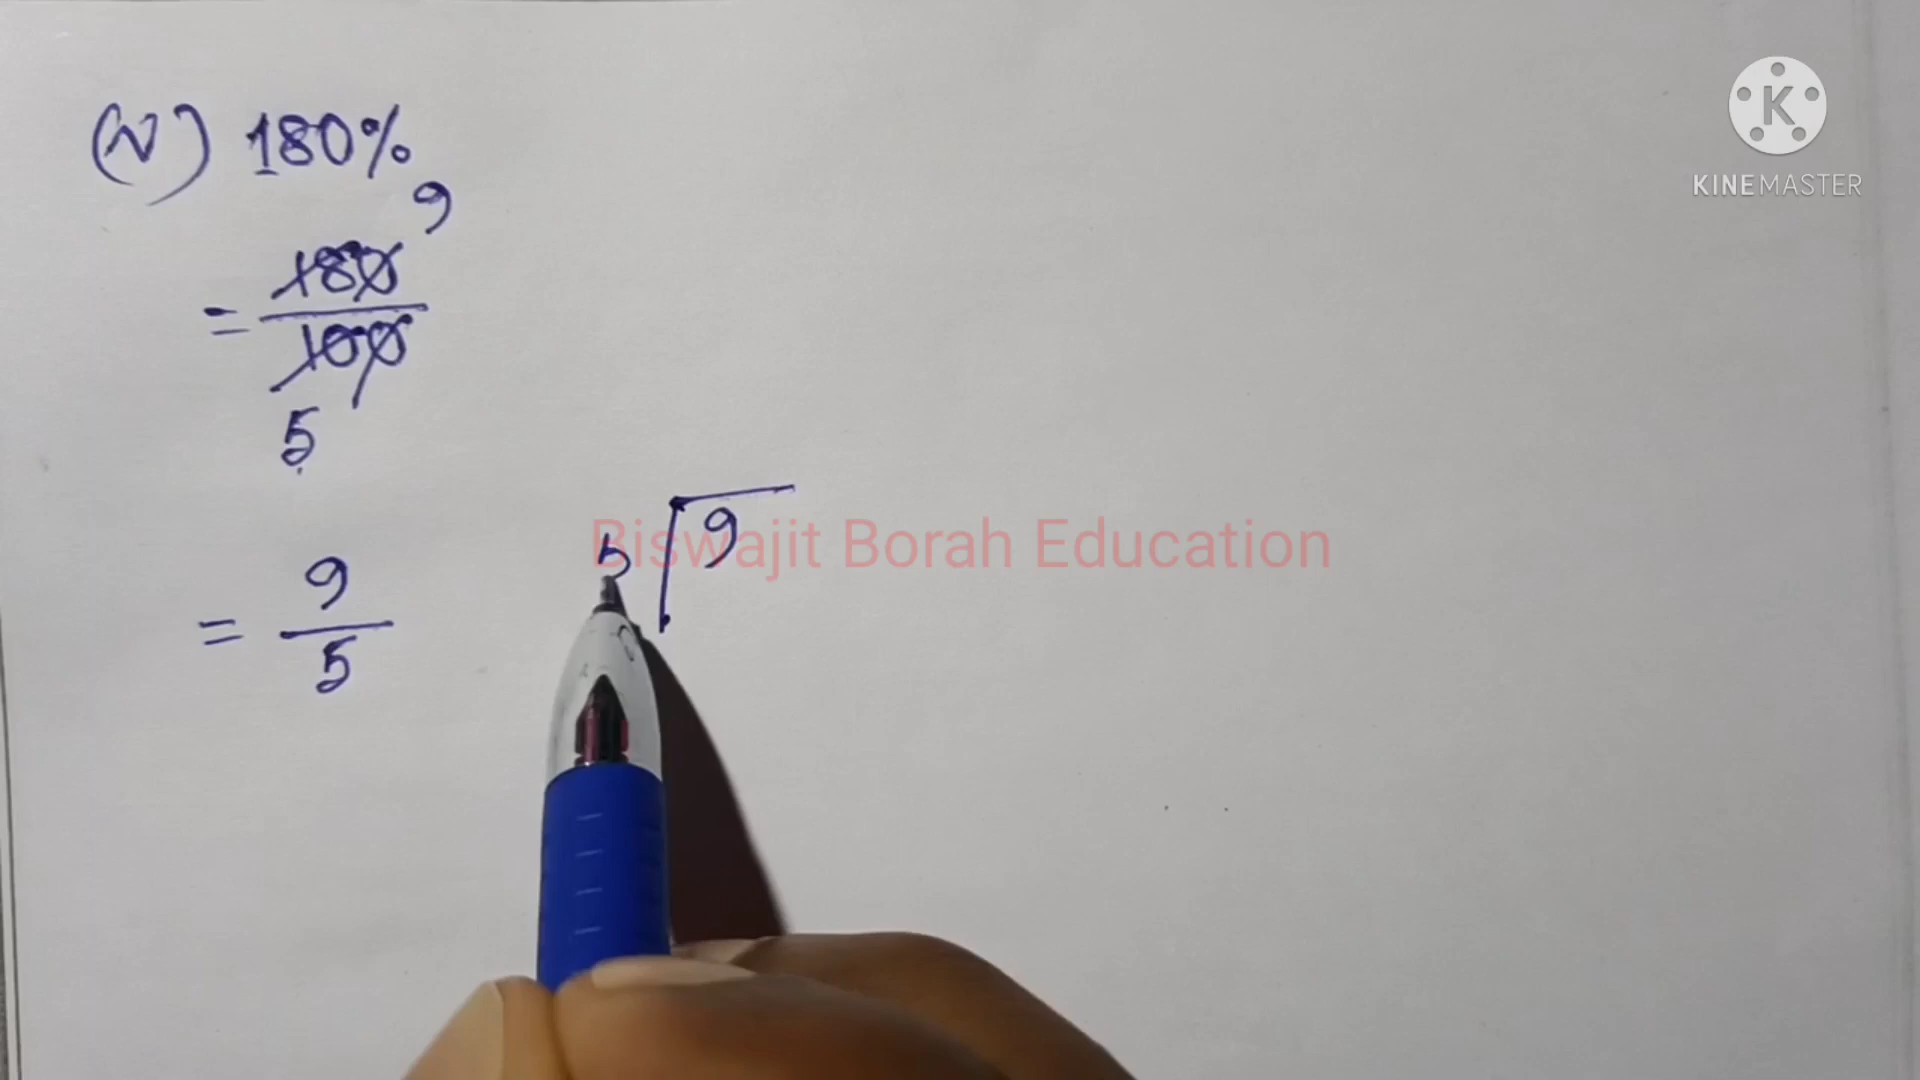 (v) 180%
9
= 180/100
5
= 9/5
5 √9
Biswajit Borah Education
K
KINEMASTER